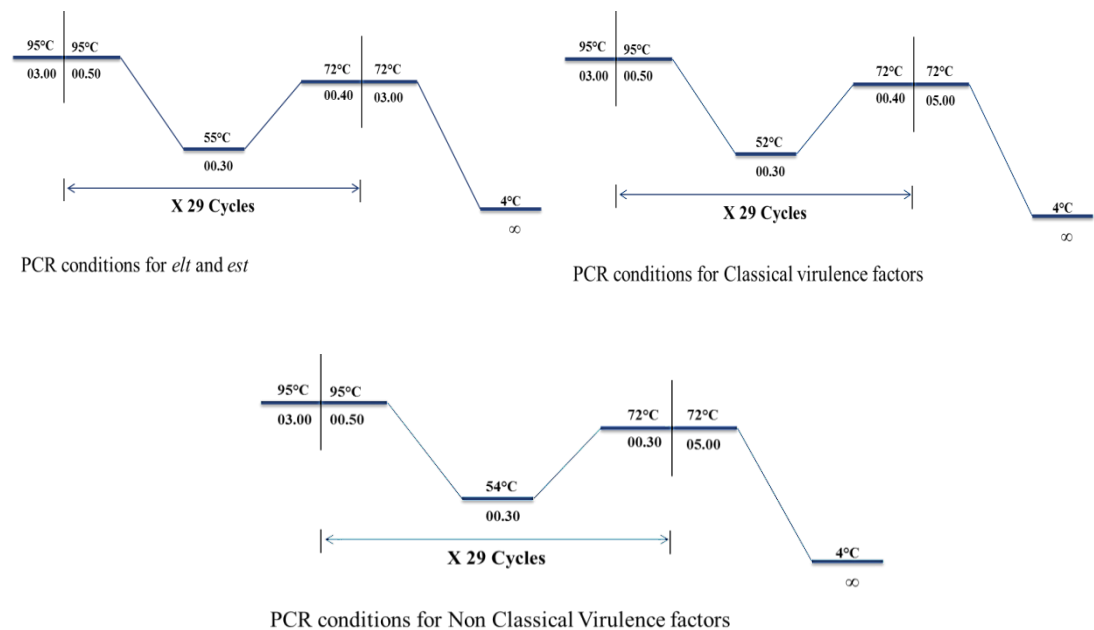 95°C 95°C
03.00 00.50
72°C 72°C
00.40 03.00
55°C
00.30
X 29 Cycles
4°C
∞
PCR conditions for elt and est
95°C 95°C
03.00 00.50
72°C 72°C
00.40 05.00
52°C
00.30
X 29 Cycles
4°C
∞
PCR conditions for Classical virulence factors
95°C 95°C
03.00 00.50
72°C 72°C
00.30 05.00
54°C
00.30
X 29 Cycles
4°C
∞
PCR conditions for Non Classical Virulence factors